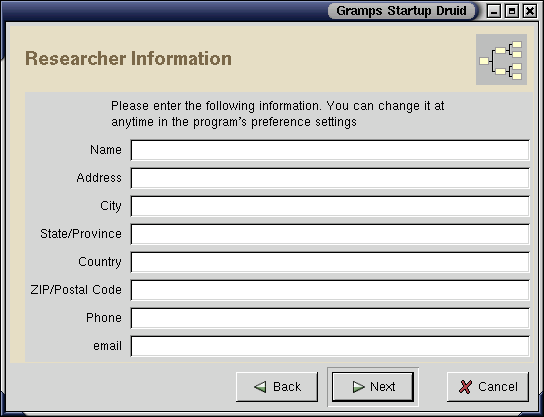 Gramps Startup Druid
Researcher Information
Please enter the following information. You can change it at
anytime in the program's preference settings
Name
Address
City
State/Province
Country
ZIP/Postal Code
Phone
email
Back
Next
Cancel